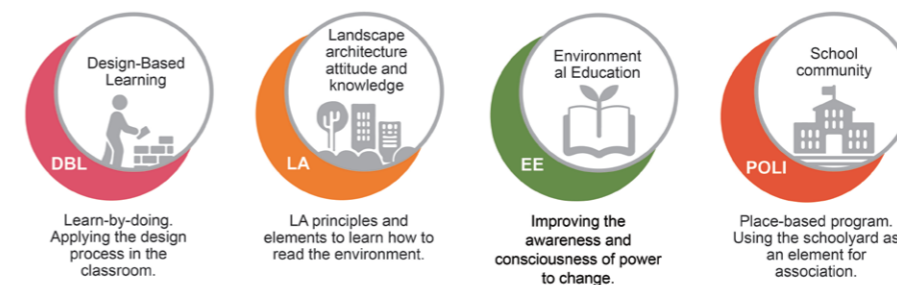 Design-Based
Learning
DBL
Learn-by-doing.
Applying the design
process in the
classroom.
Landscape
architecture
attitude and
knowledge
LA
LA principles and
elements to learn how to
read the environment.
Environment
al Education
EE
Improving the
awareness and
consciousness of power
to change.
School
community
POLI
Place-based program.
Using the schoolyard as
an element for
association.